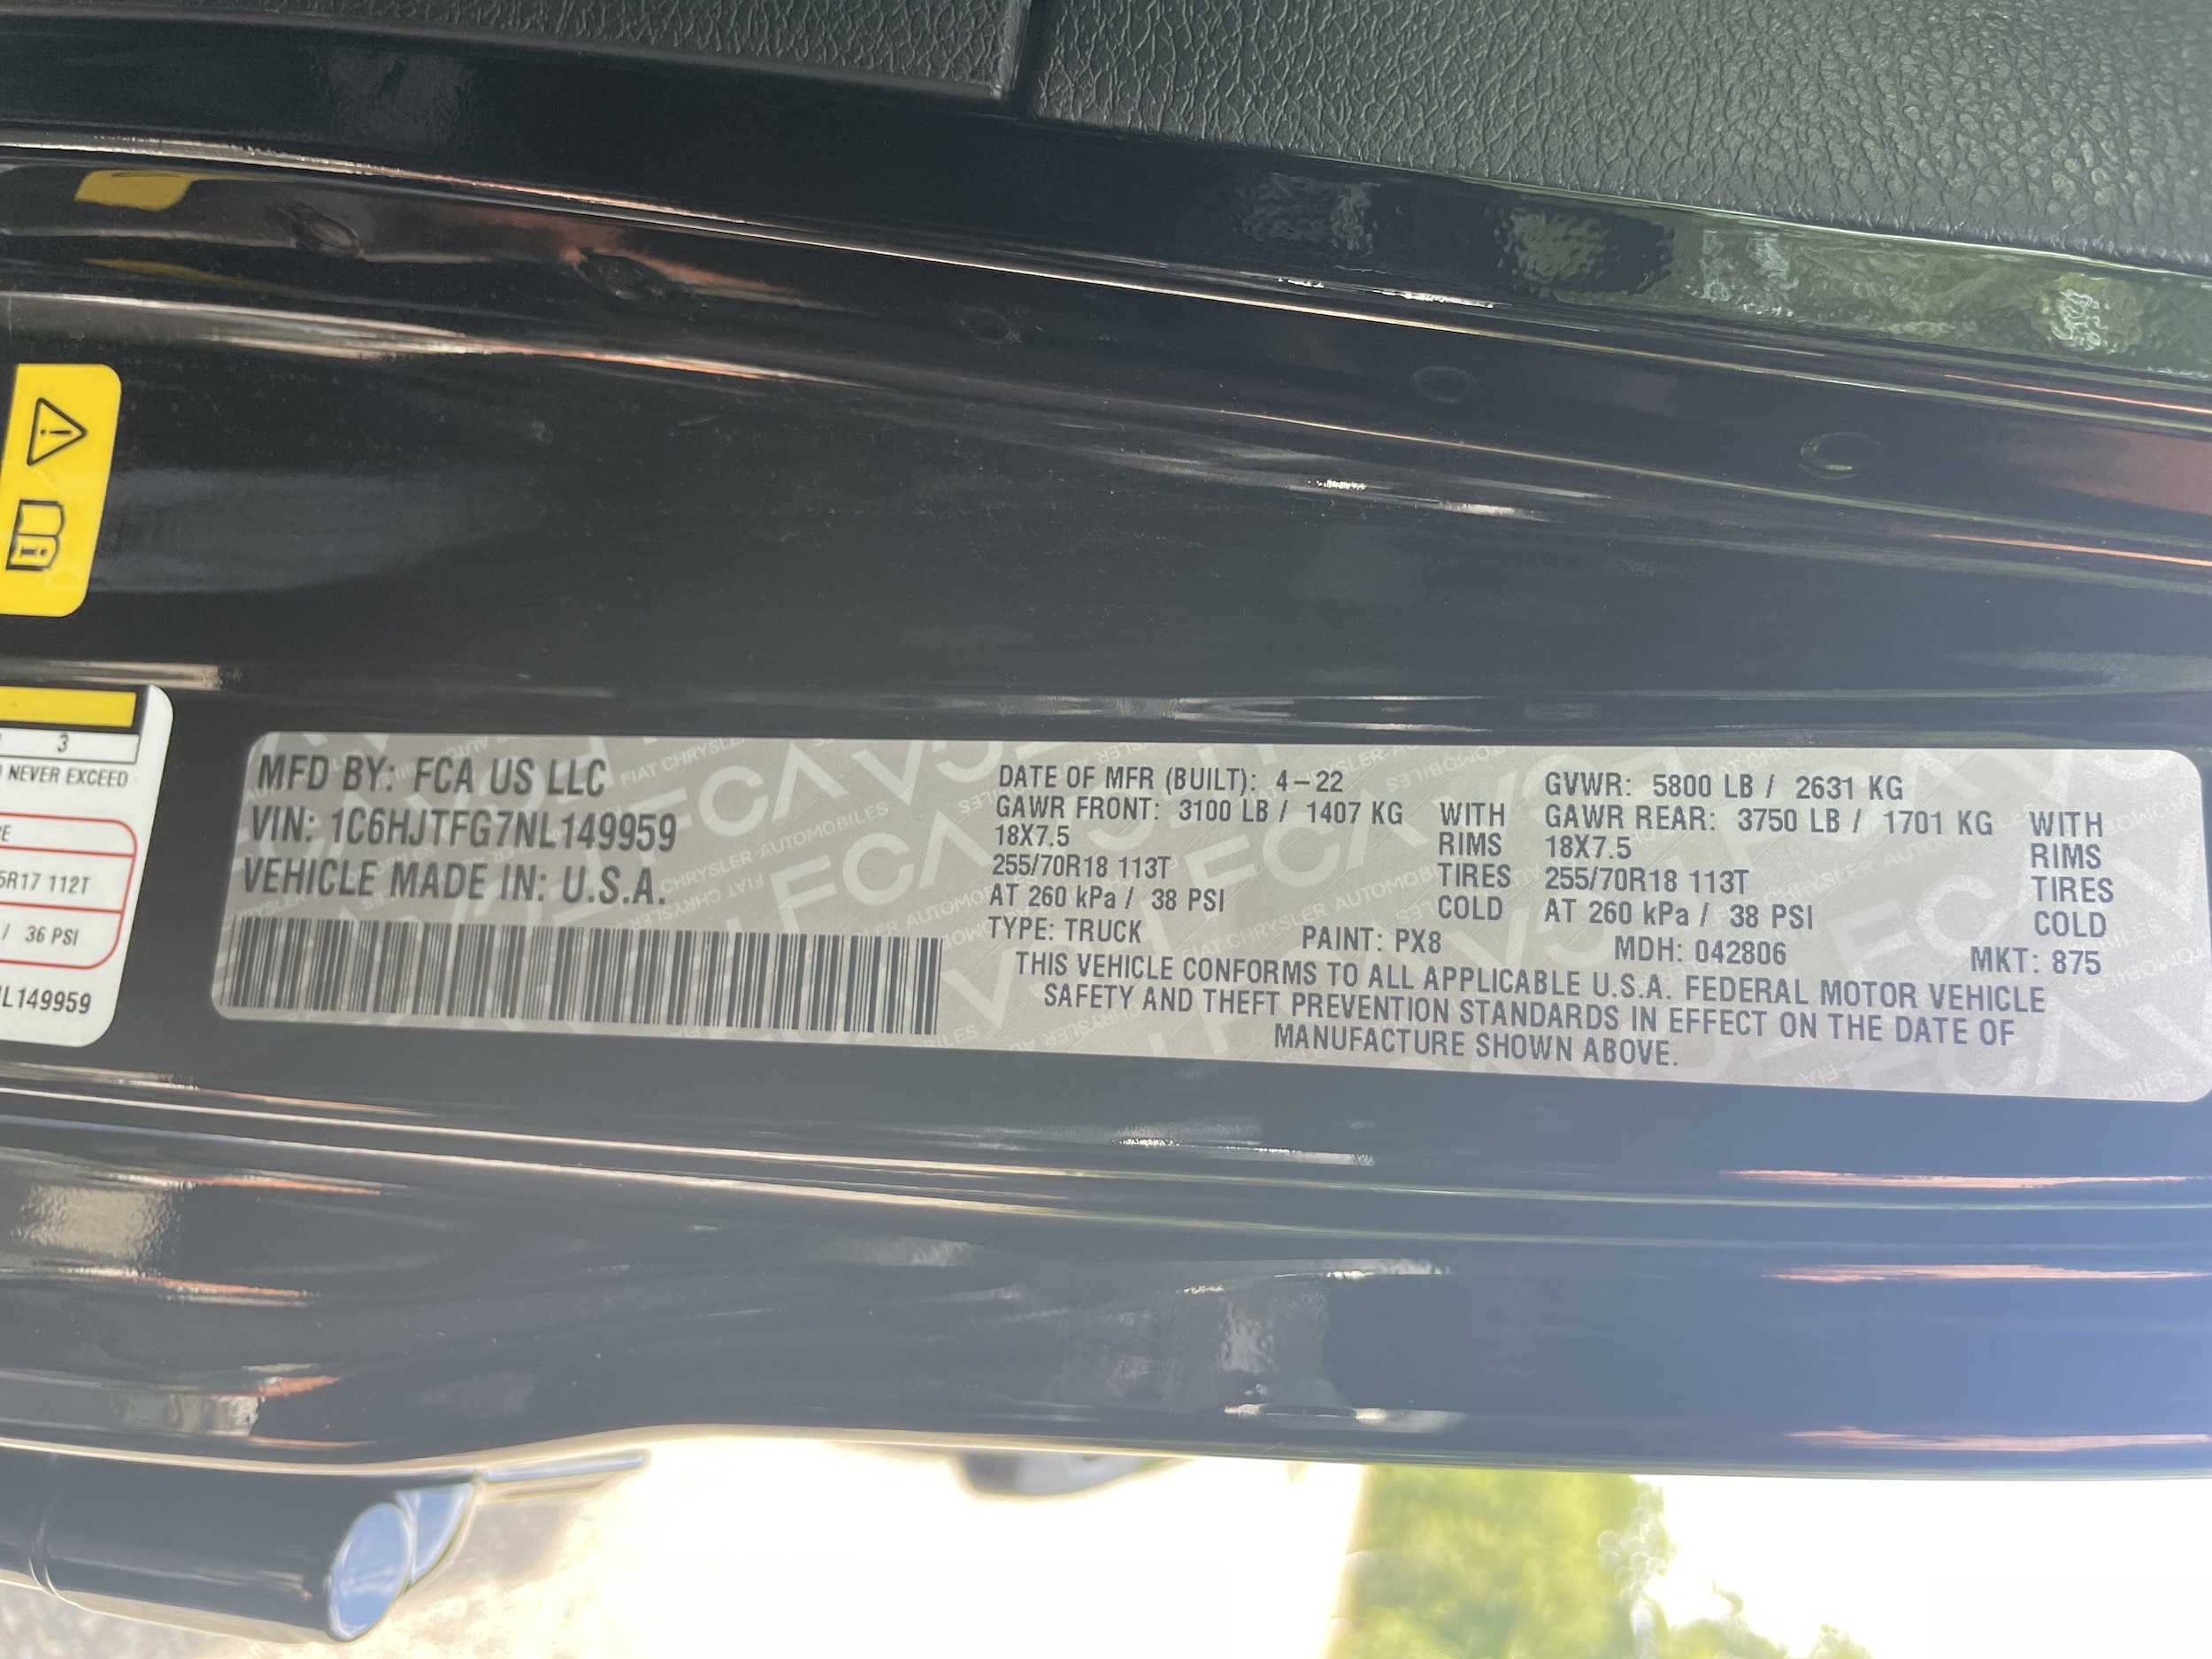 3
NEVER EXCEED
5R17 112T
/ 36 PSI
L149959
MFD BY: FCA US LLC
VIN: 1C6HJTFG7NL149959
VEHICLE MADE IN: U.S.A.
DATE OF MFR (BUILT): 4-22 GVWR: 5800 LB / 2631 KG
GAWR FRONT: 3100 LB / 1407 KG WITH GAWR REAR: 3750 LB / 1701 KG WITH
18X7.5 RIMS 18X7.5 RIMS
255/70R18 113T TIRES 255/70R18 113T TIRES
AT 260 kPa / 38 PSI COLD AT 260 kPa / 38 PSI COLD
TYPE: TRUCK PAINT: PX8 MDH: 042806 MKT: 875
THIS VEHICLE CONFORMS TO ALL APPLICABLE U.S.A. FEDERAL MOTOR VEHICLE
SAFETY AND THEFT PREVENTION STANDARDS IN EFFECT ON THE DATE OF
MANUFACTURE SHOWN ABOVE.